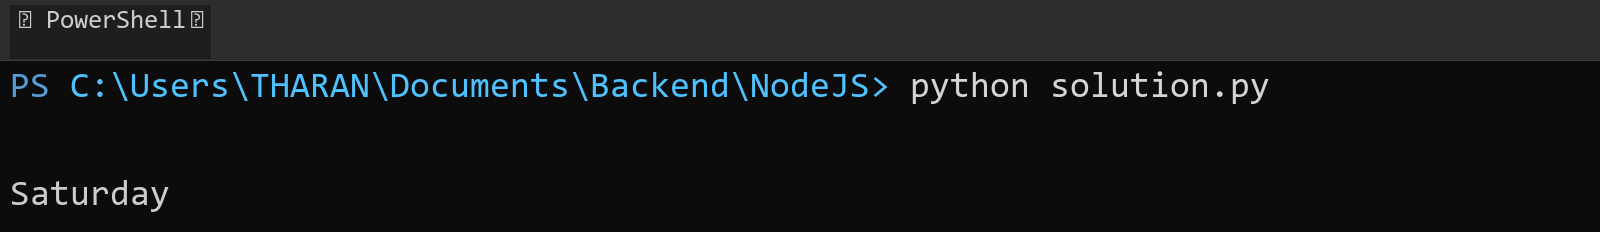 PowerShell
PS C:\Users\THARAN\Documents\Backend\NodeJS> python solution.py
Saturday